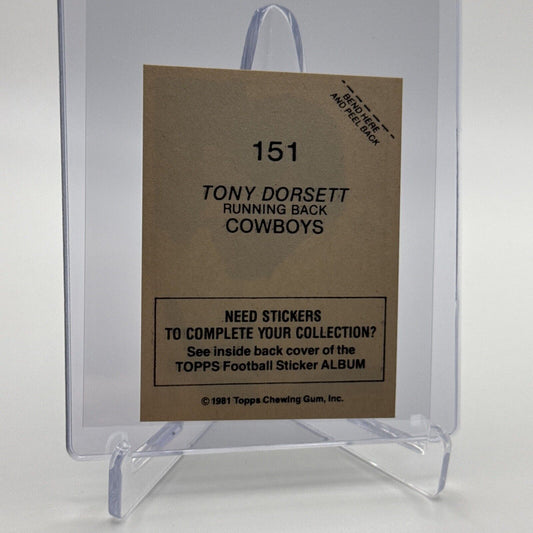 BEND HERE
AND PEEL BACK
151
TONY DORSETT
RUNNING BACK
COWBOYS
NEED STICKERS
TO COMPLETE YOUR COLLECTION?
See inside back cover of the
TOPPS Football Sticker ALBUM
© 1981 Topps Chewing Gum, Inc.